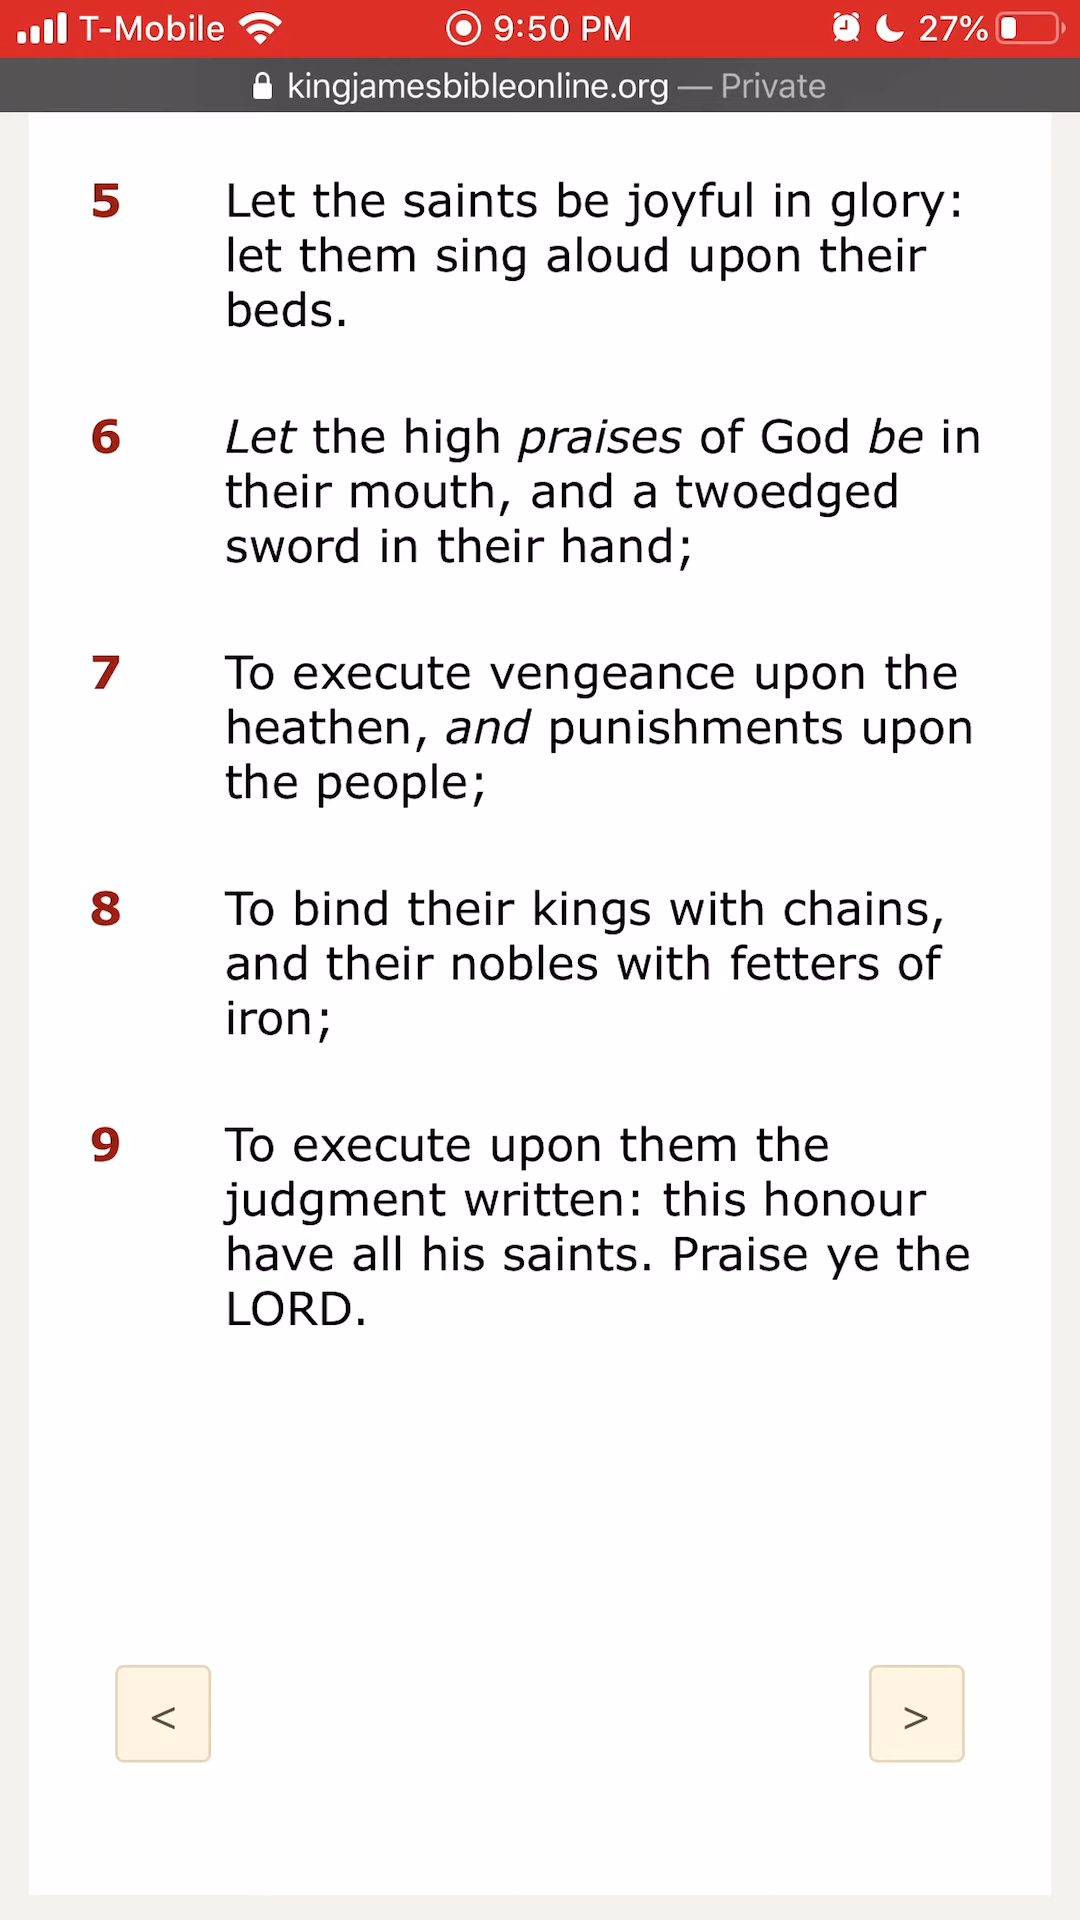 T-Mobile 9:50 PM 27%
kingjamesbibleonline.org — Private
5 Let the saints be joyful in glory:
let them sing aloud upon their
beds.
6 Let the high praises of God be in
their mouth, and a twoedged
sword in their hand;
7 To execute vengeance upon the
heathen, and punishments upon
the people;
8 To bind their kings with chains,
and their nobles with fetters of
iron;
9 To execute upon them the
judgment written: this honour
have all his saints. Praise ye the
LORD.
< >